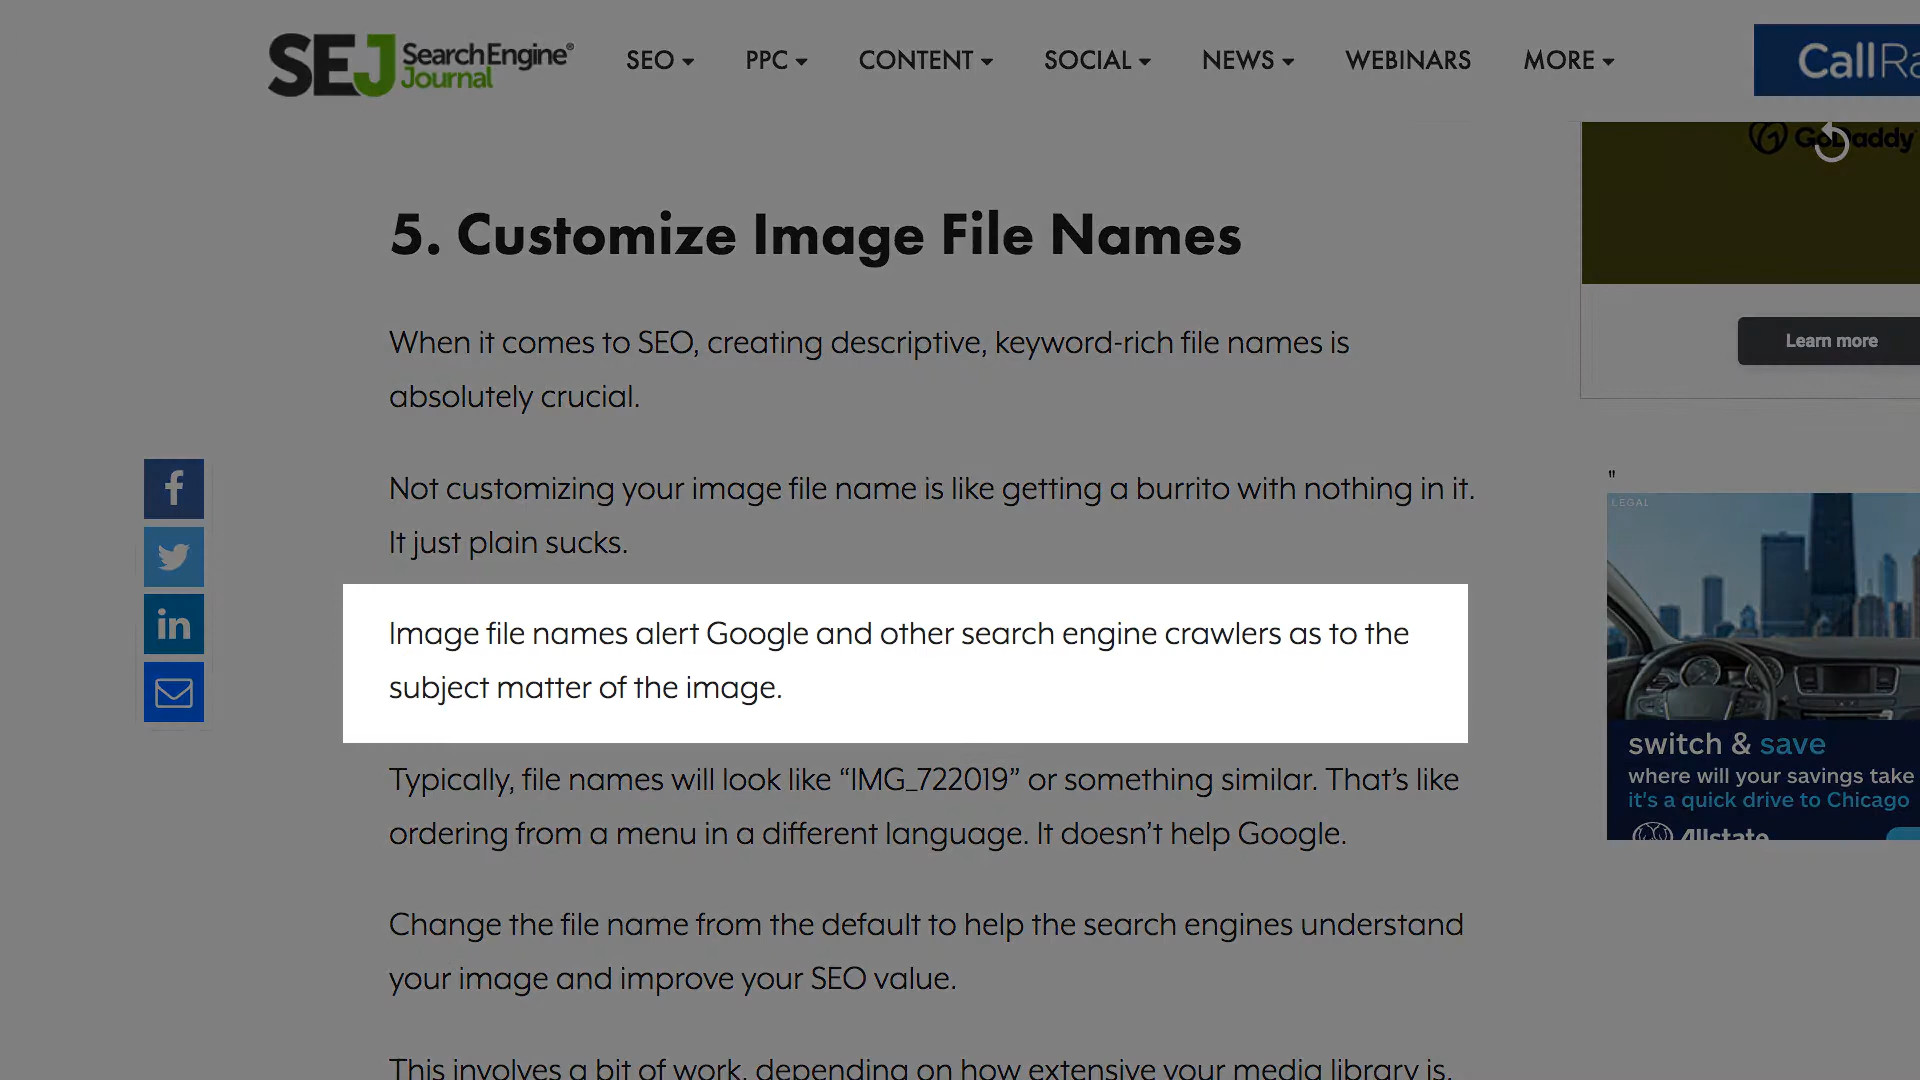 SEJ Search Engine Journal
SEO
PPC
CONTENT
SOCIAL
NEWS
WEBINARS
MORE
GoDaddy
Learn more
5. Customize Image File Names
When it comes to SEO, creating descriptive, keyword-rich file names is
absolutely crucial.
Not customizing your image file name is like getting a burrito with nothing in it.
It just plain sucks.
Image file names alert Google and other search engine crawlers as to the
subject matter of the image.
Typically, file names will look like “IMG_722019” or something similar. That’s like
ordering from a menu in a different language. It doesn’t help Google.
Change the file name from the default to help the search engines understand
your image and improve your SEO value.
This involves a bit of work, depending on how extensive your media library is.
"
LEGAL
switch & save
where will your savings take
it's a quick drive to Chicago
Allstate